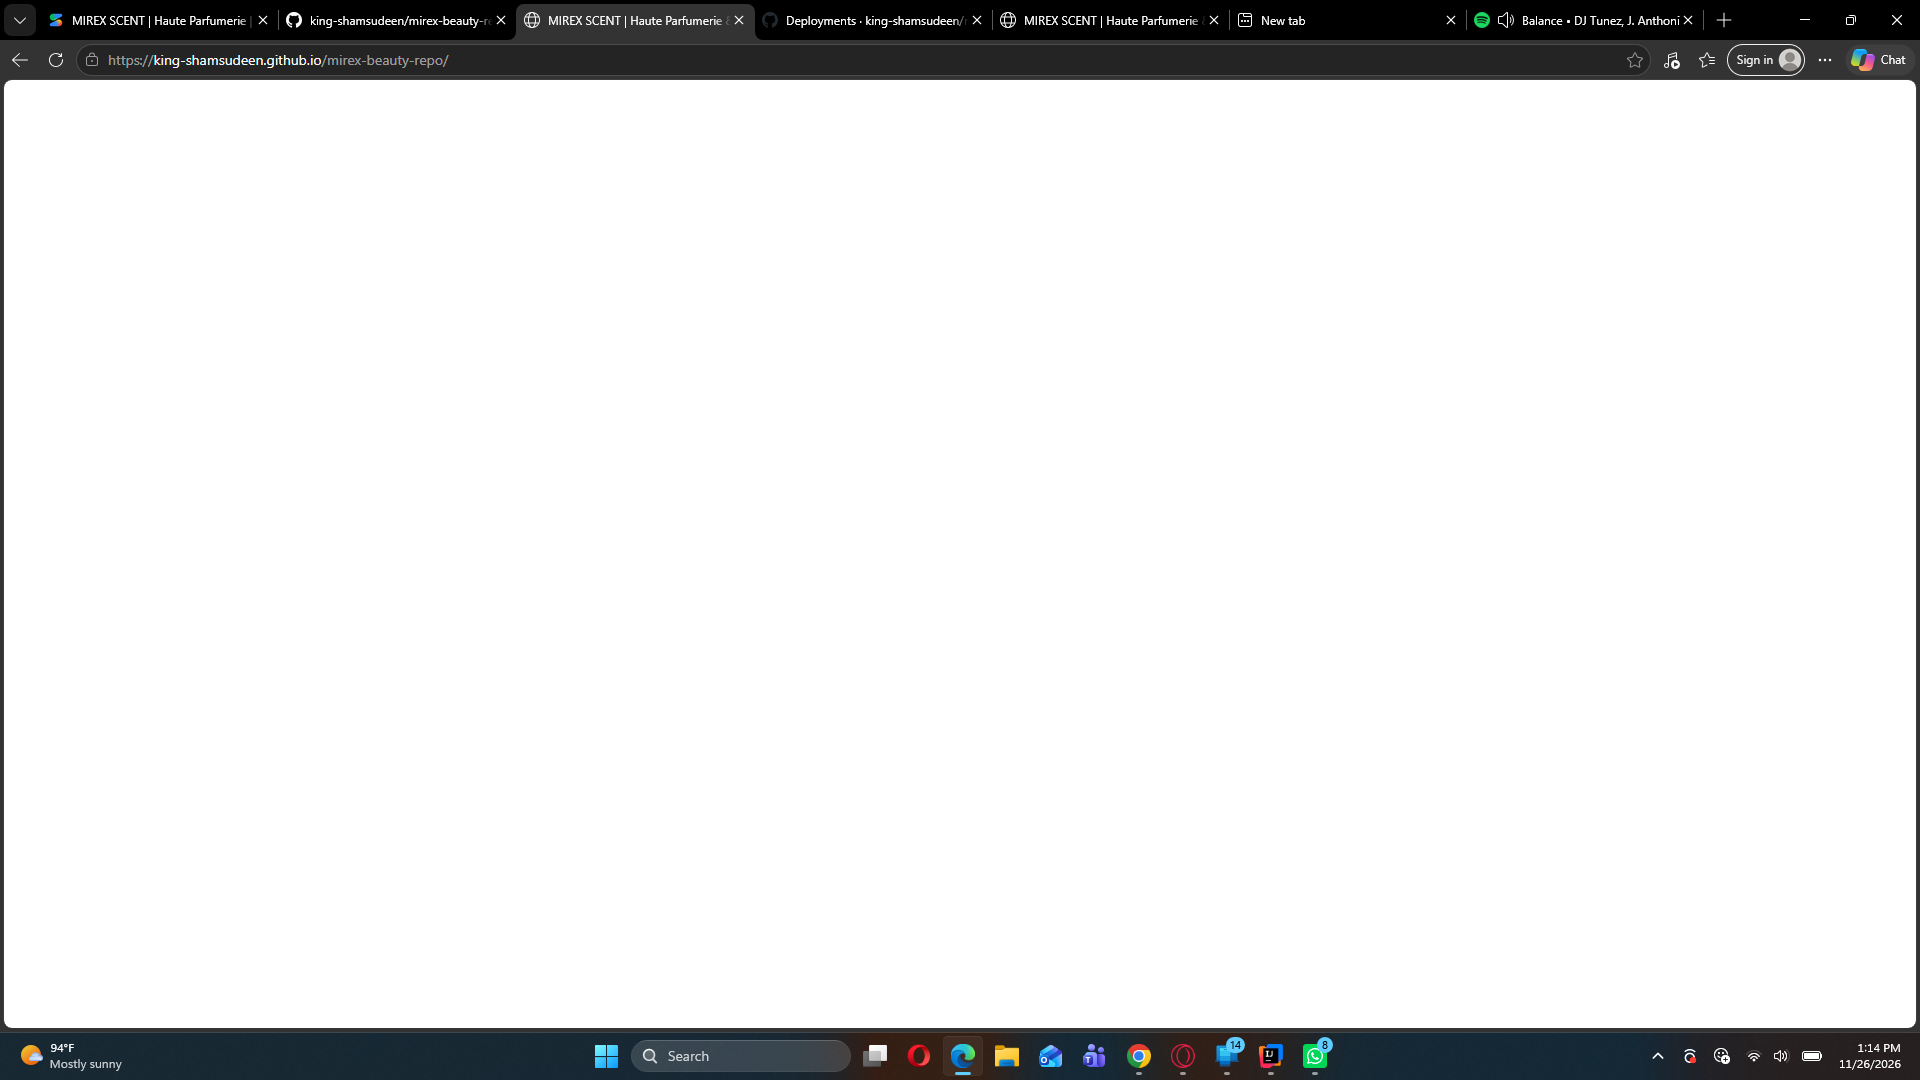 MIREX SCENT | Haute Parfumerie |
king-shamsudeen/mirex-beauty-re
MIREX SCENT | Haute Parfumerie &
Deployments · king-shamsudeen/r
MIREX SCENT | Haute Parfumerie &
New tab
Balance • DJ Tunez, J. Anthoni
https://king-shamsudeen.github.io/mirex-beauty-repo/
Sign in
Chat
94°F
Mostly sunny
Search
14
8
1:14 PM
11/26/2026